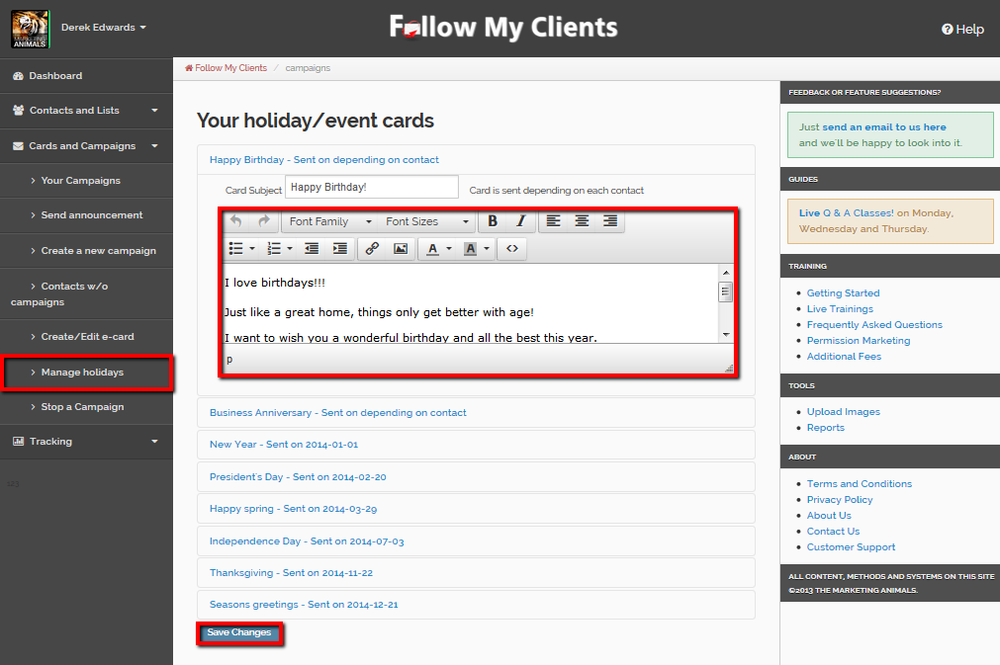 MARKETING
ANIMALS
Derek Edwards
Follow My Clients
Help
Dashboard
Contacts and Lists
Cards and Campaigns
Your Campaigns
Send announcement
Create a new campaign
Contacts w/o
campaigns
Create/Edit e-card
Manage holidays
Stop a Campaign
Tracking
Follow My Clients / campaigns
Your holiday/event cards
Happy Birthday - Sent on depending on contact
Card Subject Happy Birthday! Card is sent depending on each contact
Font Family Font Sizes B I
A A <>
I love birthdays!!!
Just like a great home, things only get better with age!
I want to wish you a wonderful birthday and all the best this year.
p
Business Anniversary - Sent on depending on contact
New Year - Sent on 2014-01-01
President's Day - Sent on 2014-02-20
Happy spring - Sent on 2014-03-29
Independence Day - Sent on 2014-07-03
Thanksgiving - Sent on 2014-11-22
Seasons greetings - Sent on 2014-12-21
Save Changes
FEEDBACK OR FEATURE SUGGESTIONS?
Just send an email to us here
and we'll be happy to look into it.
GUIDES
Live Q & A Classes! on Monday,
Wednesday and Thursday.
TRAINING
Getting Started
Live Trainings
Frequently Asked Questions
Permission Marketing
Additional Fees
TOOLS
Upload Images
Reports
ABOUT
Terms and Conditions
Privacy Policy
About Us
Contact Us
Customer Support
ALL CONTENT, METHODS AND SYSTEMS ON THIS SITE
©2013 THE MARKETING ANIMALS.